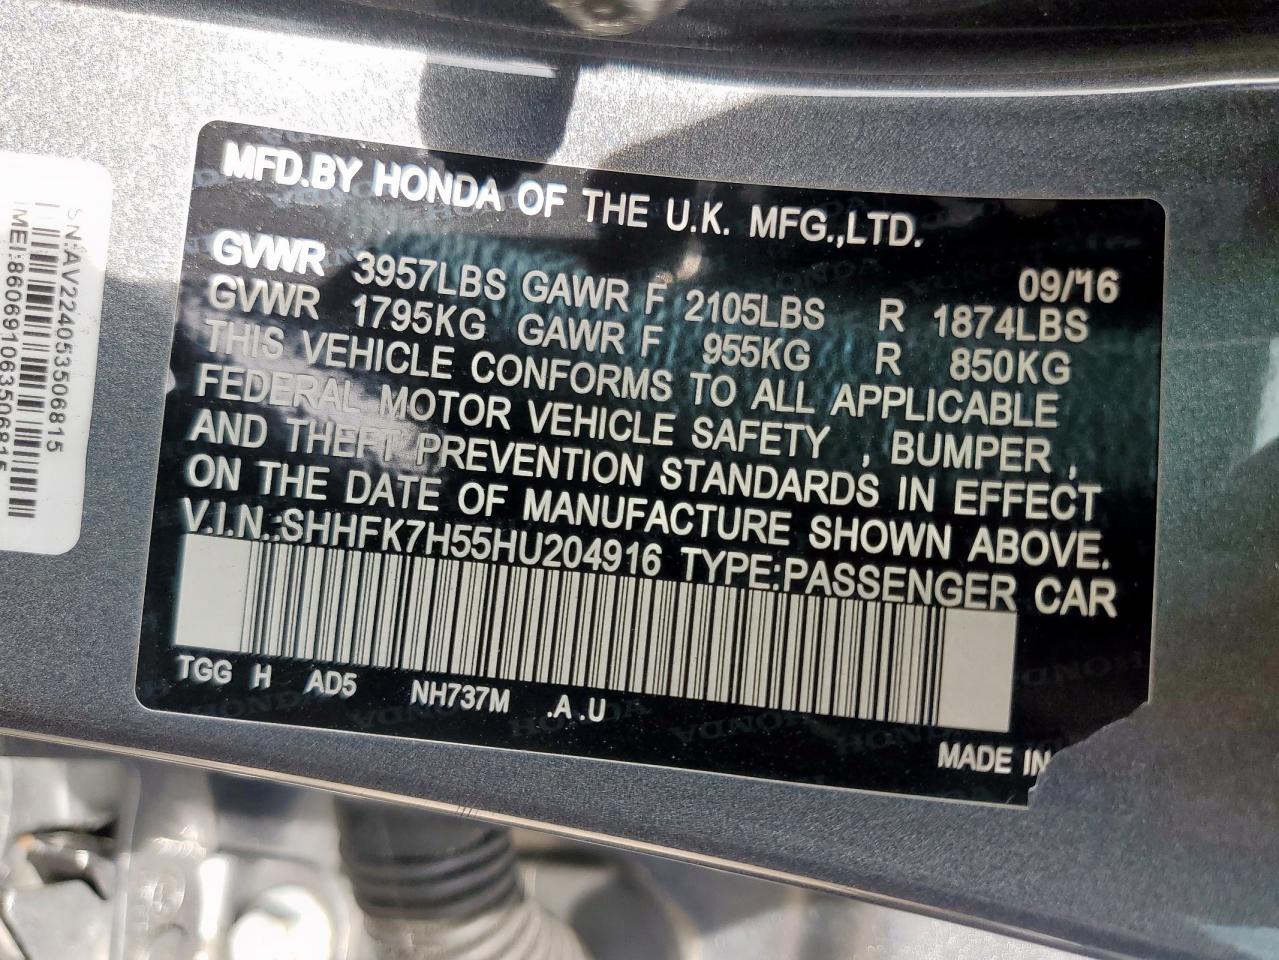 MFD.BY HONDA OF THE U.K. MFG.,LTD.
09/16
GVWR 3957LBS GAWR F 2105LBS R 1874LBS
GVWR 1795KG GAWR F 955KG R 850KG
THIS VEHICLE CONFORMS TO ALL APPLICABLE
FEDERAL MOTOR VEHICLE SAFETY , BUMPER ,
AND THEFT PREVENTION STANDARDS IN EFFECT
ON THE DATE OF MANUFACTURE SHOWN ABOVE.
V.I.N.:SHHFK7H55HU204916 TYPE:PASSENGER CAR
TGG H AD5 NH737M .A .U
MADE IN
S/N:AV224053506815
IMEI:860691063506815